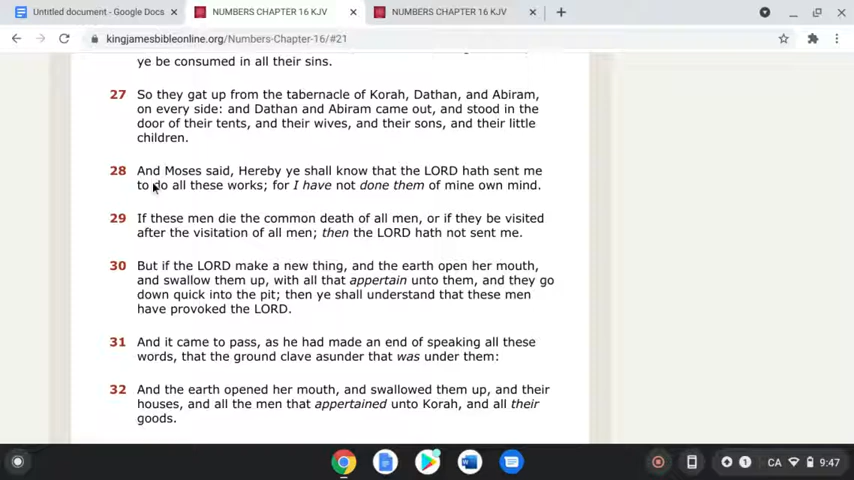 Untitled document - Google Docs
NUMBERS CHAPTER 16 KJV
NUMBERS CHAPTER 16 KJV
kingjamesbibleonline.org/Numbers-Chapter-16/#21
ye be consumed in all their sins.
27 So they gat up from the tabernacle of Korah, Dathan, and Abiram,
on every side: and Dathan and Abiram came out, and stood in the
door of their tents, and their wives, and their sons, and their little
children.
28 And Moses said, Hereby ye shall know that the LORD hath sent me
to do all these works; for I have not done them of mine own mind.
29 If these men die the common death of all men, or if they be visited
after the visitation of all men; then the LORD hath not sent me.
30 But if the LORD make a new thing, and the earth open her mouth,
and swallow them up, with all that appertain unto them, and they go
down quick into the pit; then ye shall understand that these men
have provoked the LORD.
31 And it came to pass, as he had made an end of speaking all these
words, that the ground clave asunder that was under them:
32 And the earth opened her mouth, and swallowed them up, and their
houses, and all the men that appertained unto Korah, and all their
goods.
1 CA 9:47